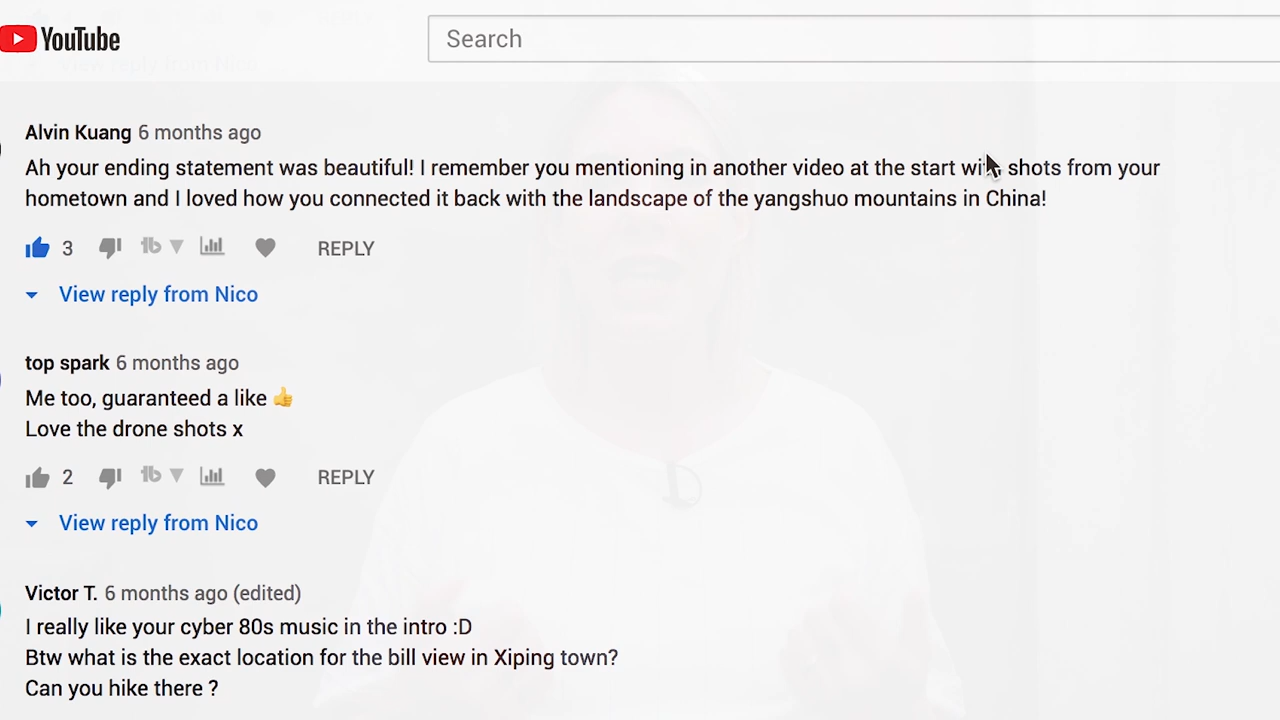 YouTube
Search
View reply from Nico
Alvin Kuang 6 months ago
Ah your ending statement was beautiful! I remember you mentioning in another video at the start with shots from your
hometown and I loved how you connected it back with the landscape of the yangshuo mountains in China!
3
REPLY
View reply from Nico
top spark 6 months ago
Me too, guaranteed a like 👍
Love the drone shots x
2
REPLY
View reply from Nico
Victor T. 6 months ago (edited)
I really like your cyber 80s music in the intro :D
Btw what is the exact location for the bill view in Xiping town?
Can you hike there ?